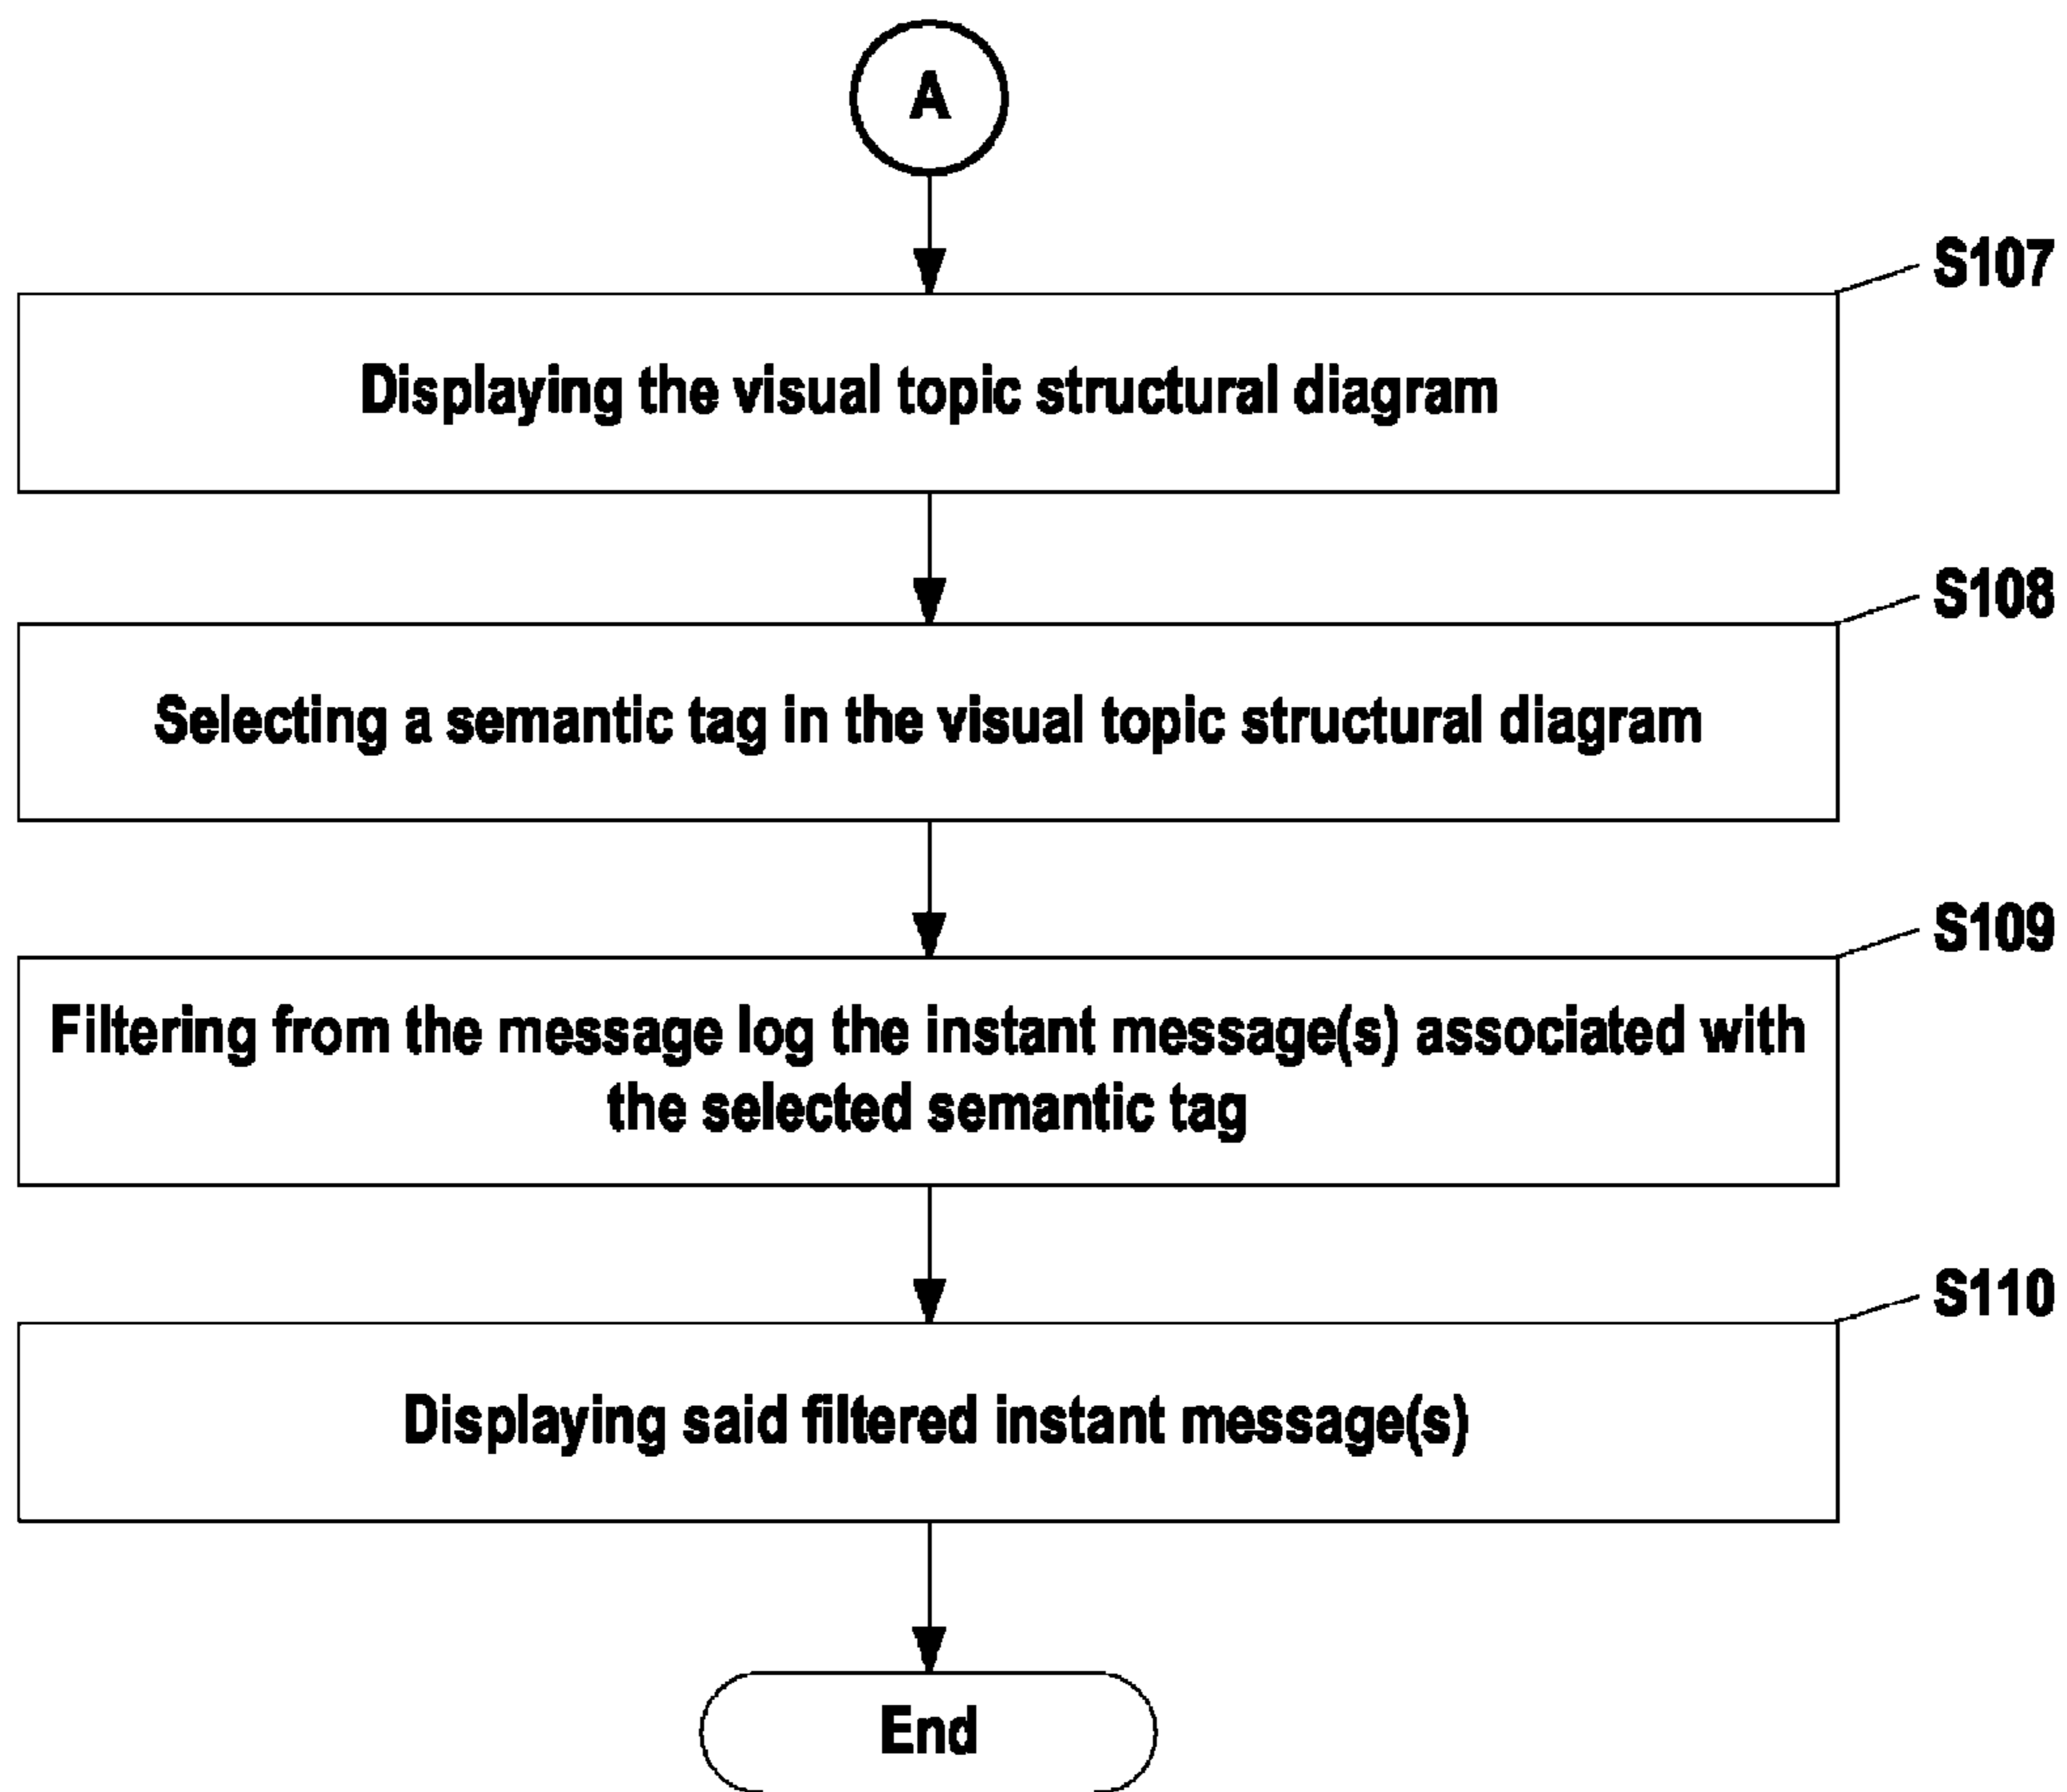 A
S107
Displaying the visual topic structural diagram
S108
Selecting a semantic tag in the visual topic structural diagram
S109
Filtering from the message log the instant message(s) associated with
the selected semantic tag
S110
Displaying said filtered instant message(s)
End